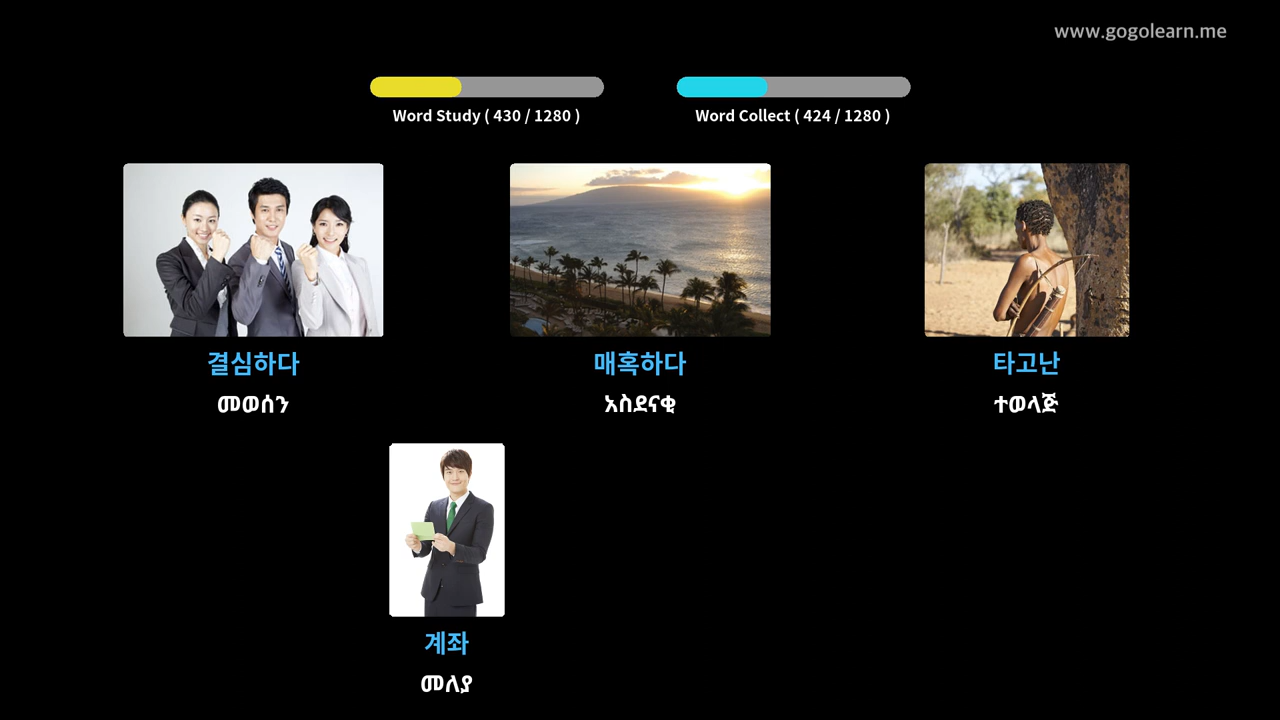 www.gogolearn.me
Word Study ( 430 / 1280 )
Word Collect ( 424 / 1280 )
결심하다
매혹하다
타고난
መወሰን
አስደናቂ
ተወላጅ
계좌
መለያ